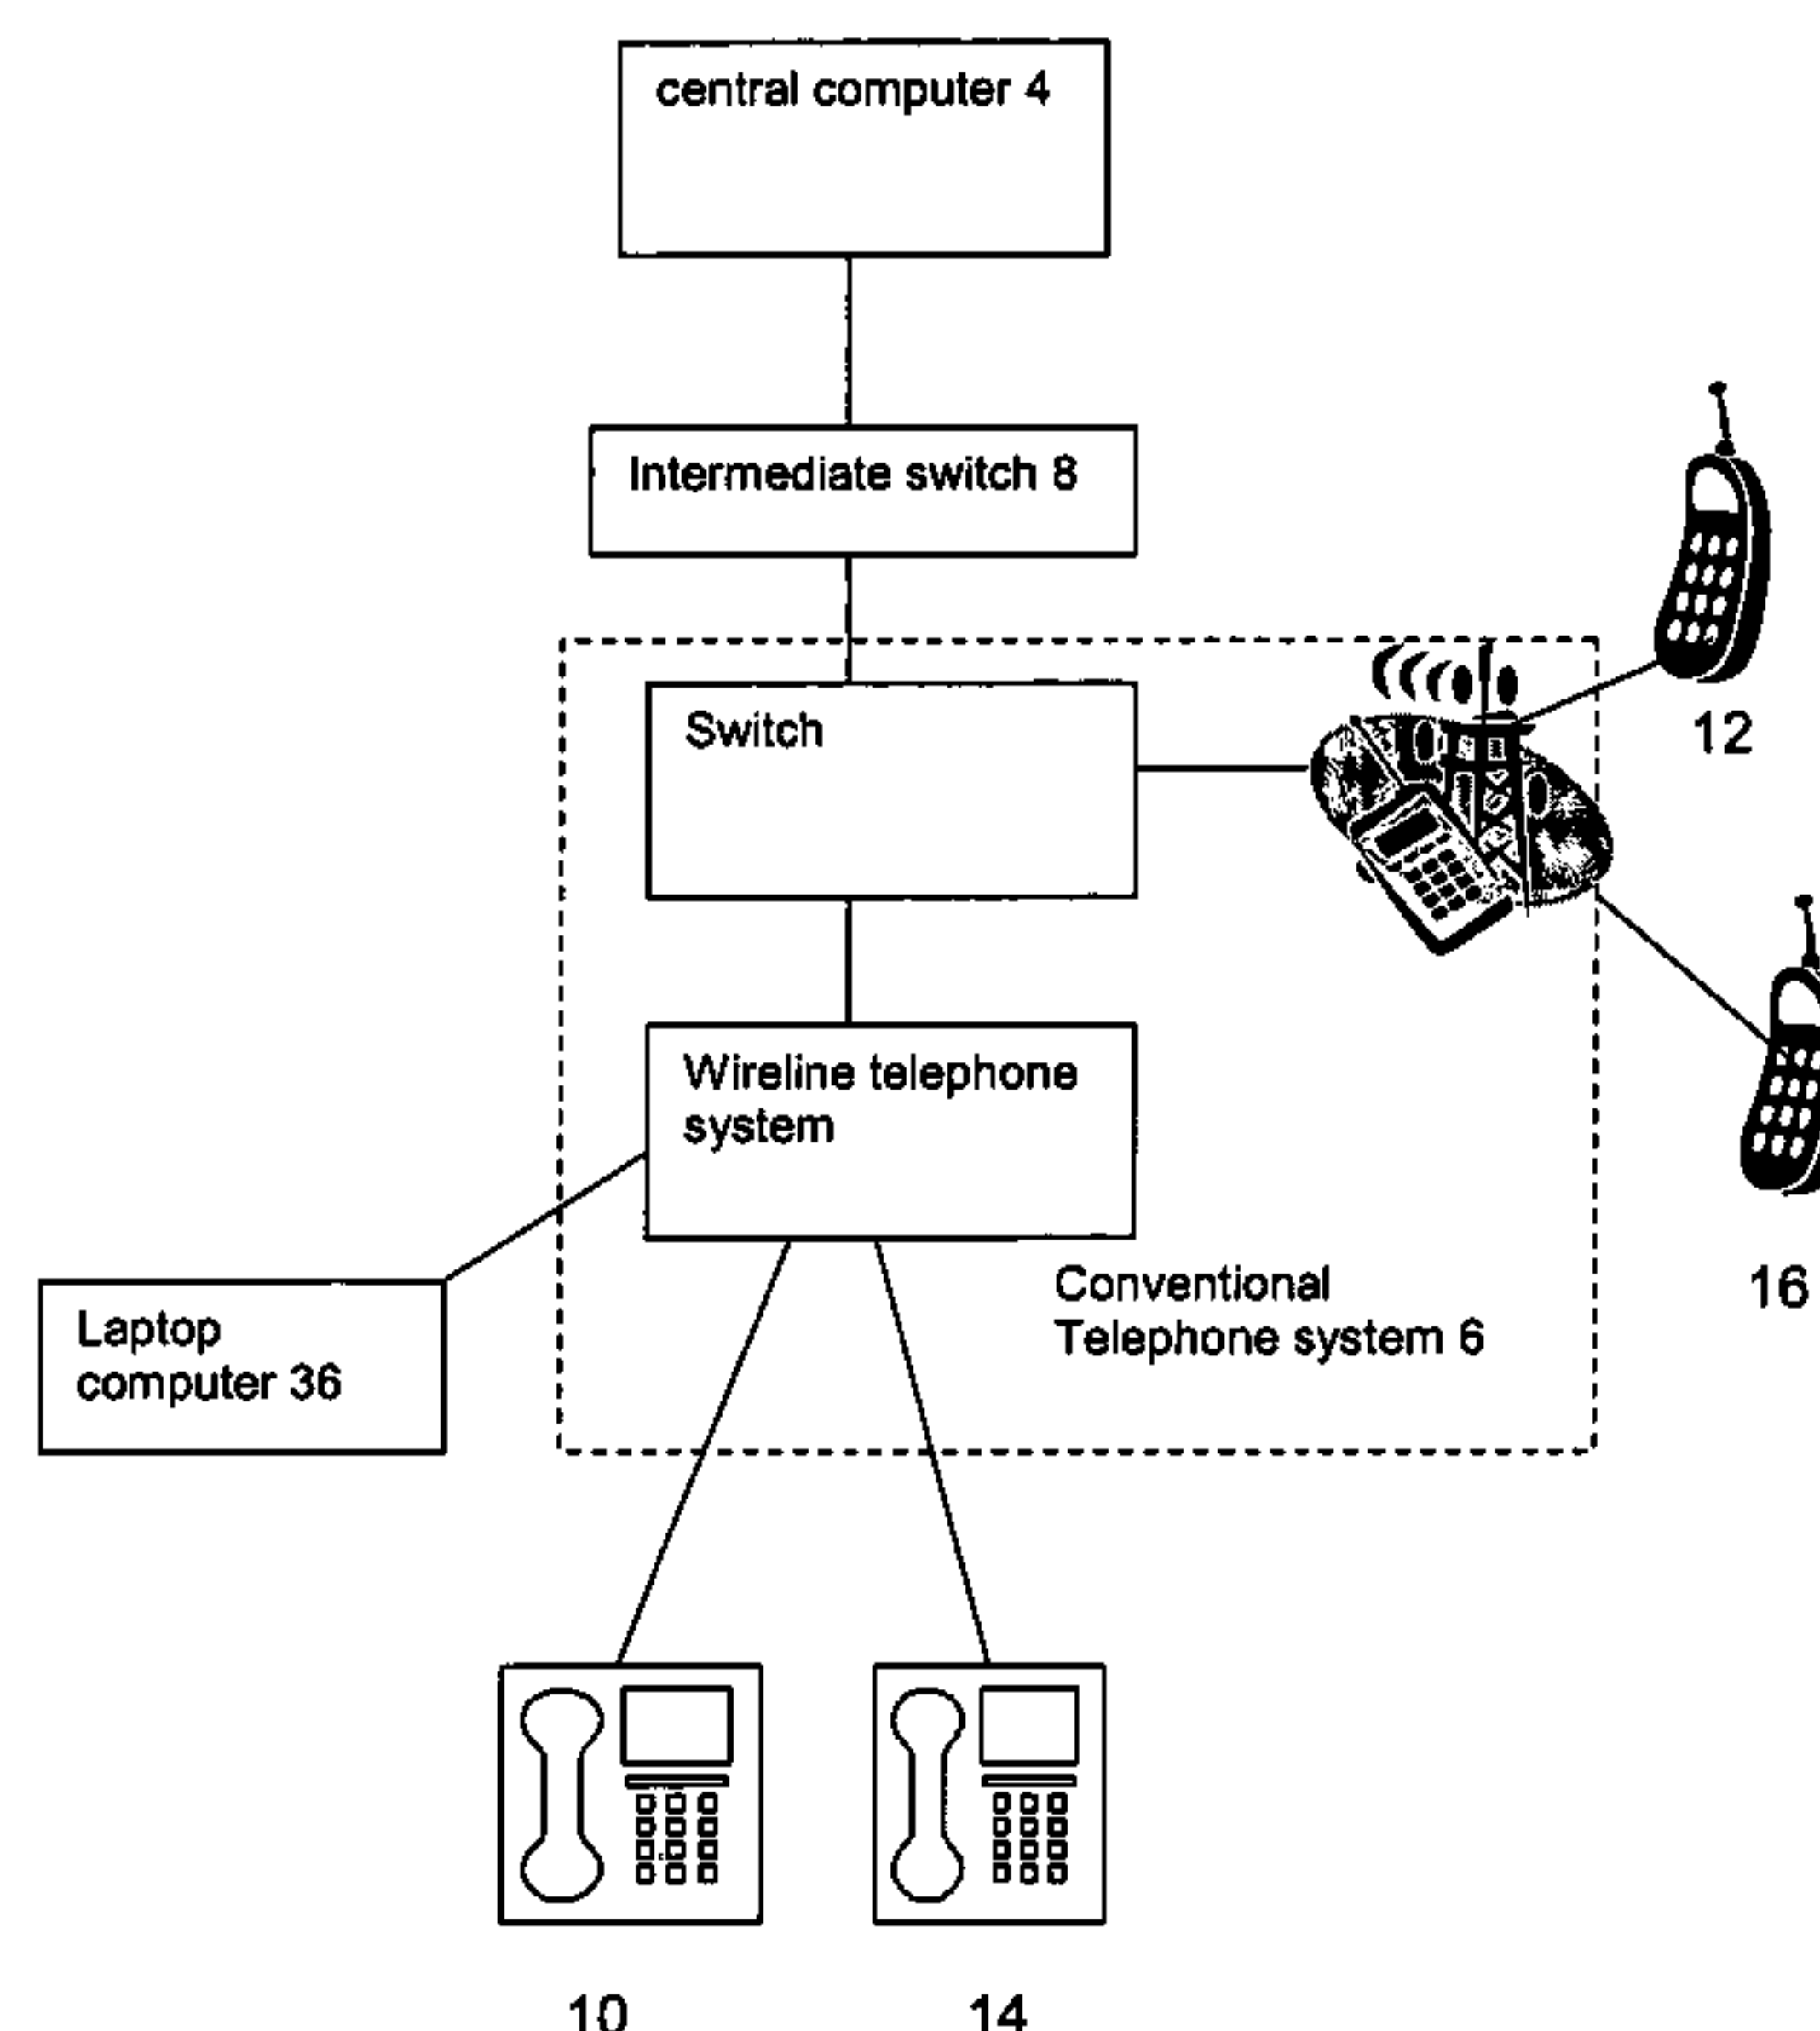 central computer 4
Intermediate switch 8
Switch
12
Wireline telephone
system
Conventional
Telephone system 6
16
Laptop
computer 36
10
14